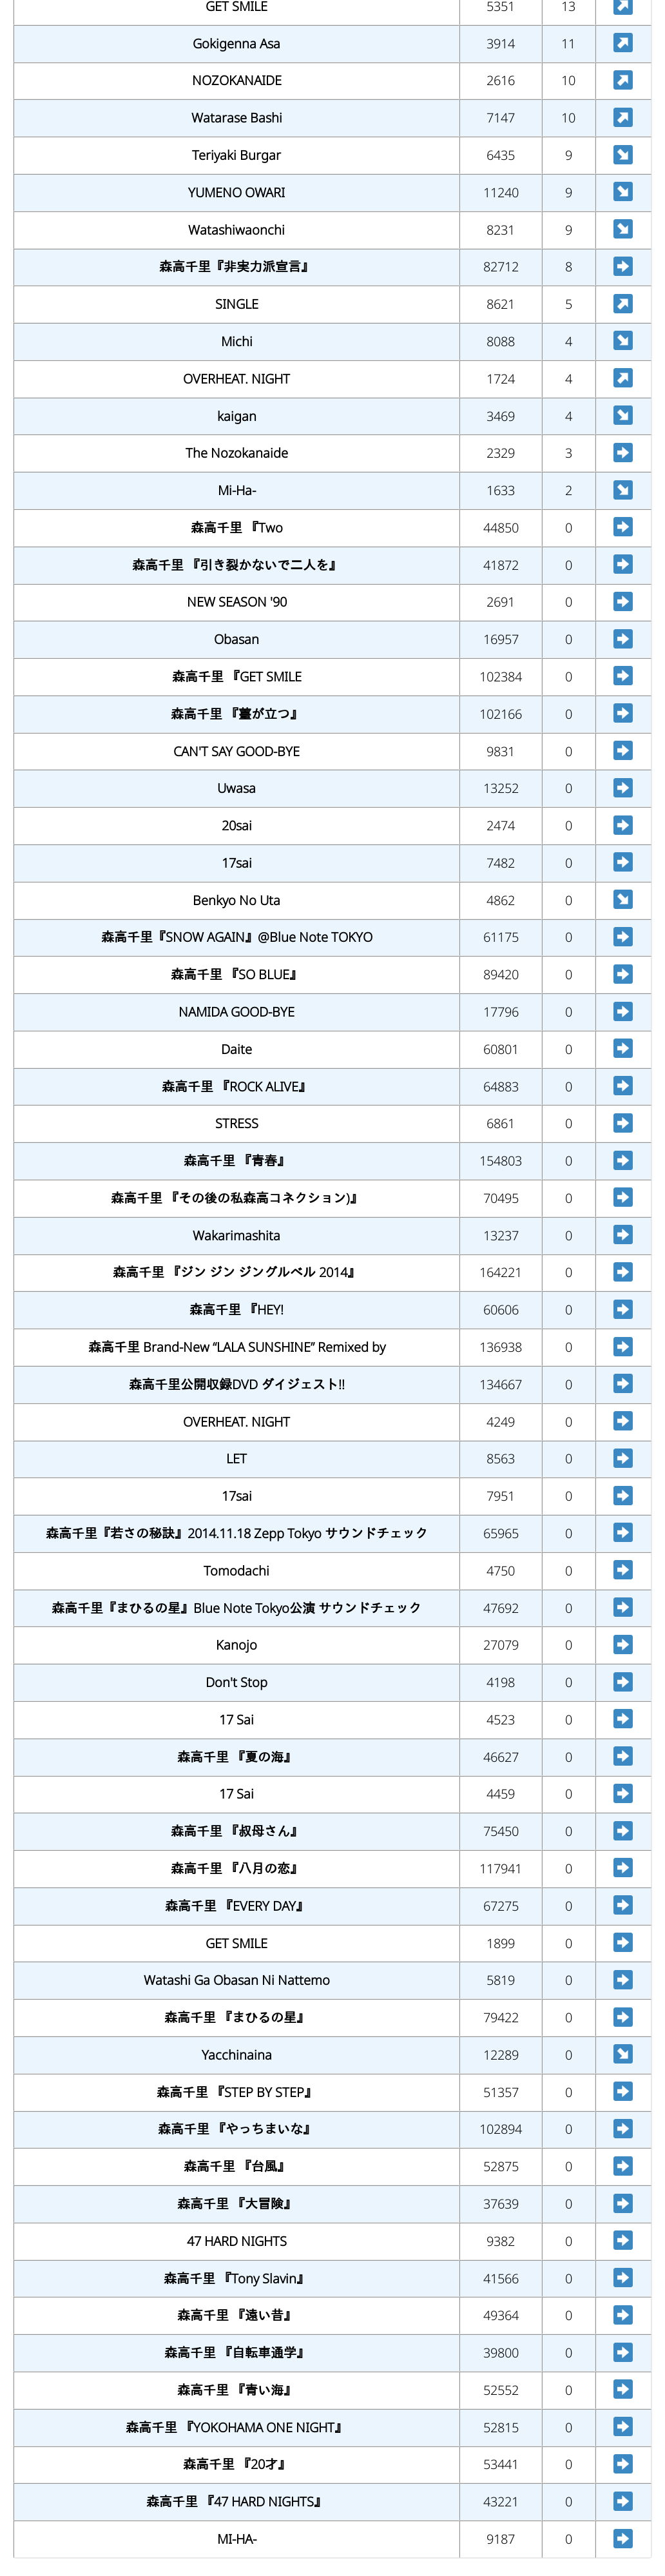 GET SMILE 5351 13 ↗
Gokigenna Asa 3914 11 ↗
NOZOKANAIDE 2616 10 ↗
Watarase Bashi 7147 10 ↗
Teriyaki Burgar 6435 9 ↘
YUMENO OWARI 11240 9 ↘
Watashiwaonchi 8231 9 ↘
森高千里『非実力派宣言』 82712 8 ➡
SINGLE 8621 5 ↗
Michi 8088 4 ↘
OVERHEAT. NIGHT 1724 4 ↗
kaigan 3469 4 ↘
The Nozokanaide 2329 3 ➡
Mi-Ha- 1633 2 ↘
森高千里 『Two 44850 0 ➡
森高千里 『引き裂かないで二人を』 41872 0 ➡
NEW SEASON '90 2691 0 ➡
Obasan 16957 0 ➡
森高千里 『GET SMILE 102384 0 ➡
森高千里 『薹が立つ』 102166 0 ➡
CAN'T SAY GOOD-BYE 9831 0 ➡
Uwasa 13252 0 ➡
20sai 2474 0 ➡
17sai 7482 0 ➡
Benkyo No Uta 4862 0 ↘
森高千里『SNOW AGAIN』@Blue Note TOKYO 61175 0 ➡
森高千里 『SO BLUE』 89420 0 ➡
NAMIDA GOOD-BYE 17796 0 ➡
Daite 60801 0 ➡
森高千里 『ROCK ALIVE』 64883 0 ➡
STRESS 6861 0 ➡
森高千里 『青春』 154803 0 ➡
森高千里 『その後の私森高コネクション)』 70495 0 ➡
Wakarimashita 13237 0 ➡
森高千里 『ジン ジン ジングルベル 2014』 164221 0 ➡
森高千里 『HEY! 60606 0 ➡
森高千里 Brand-New “LALA SUNSHINE” Remixed by 136938 0 ➡
森高千里公開収録DVD ダイジェスト!! 134667 0 ➡
OVERHEAT. NIGHT 4249 0 ➡
LET 8563 0 ➡
17sai 7951 0 ➡
森高千里『若さの秘訣』2014.11.18 Zepp Tokyo サウンドチェック 65965 0 ➡
Tomodachi 4750 0 ➡
森高千里『まひるの星』Blue Note Tokyo公演 サウンドチェック 47692 0 ➡
Kanojo 27079 0 ➡
Don't Stop 4198 0 ➡
17 Sai 4523 0 ➡
森高千里 『夏の海』 46627 0 ➡
17 Sai 4459 0 ➡
森高千里 『叔母さん』 75450 0 ➡
森高千里 『八月の恋』 117941 0 ➡
森高千里 『EVERY DAY』 67275 0 ➡
GET SMILE 1899 0 ➡
Watashi Ga Obasan Ni Nattemo 5819 0 ➡
森高千里 『まひるの星』 79422 0 ➡
Yacchinaina 12289 0 ↘
森高千里 『STEP BY STEP』 51357 0 ➡
森高千里 『やっちまいな』 102894 0 ➡
森高千里 『台風』 52875 0 ➡
森高千里 『大冒険』 37639 0 ➡
47 HARD NIGHTS 9382 0 ➡
森高千里 『Tony Slavin』 41566 0 ➡
森高千里 『遠い昔』 49364 0 ➡
森高千里 『自転車通学』 39800 0 ➡
森高千里 『青い海』 52552 0 ➡
森高千里 『YOKOHAMA ONE NIGHT』 52815 0 ➡
森高千里 『20才』 53441 0 ➡
森高千里 『47 HARD NIGHTS』 43221 0 ➡
MI-HA- 9187 0 ➡